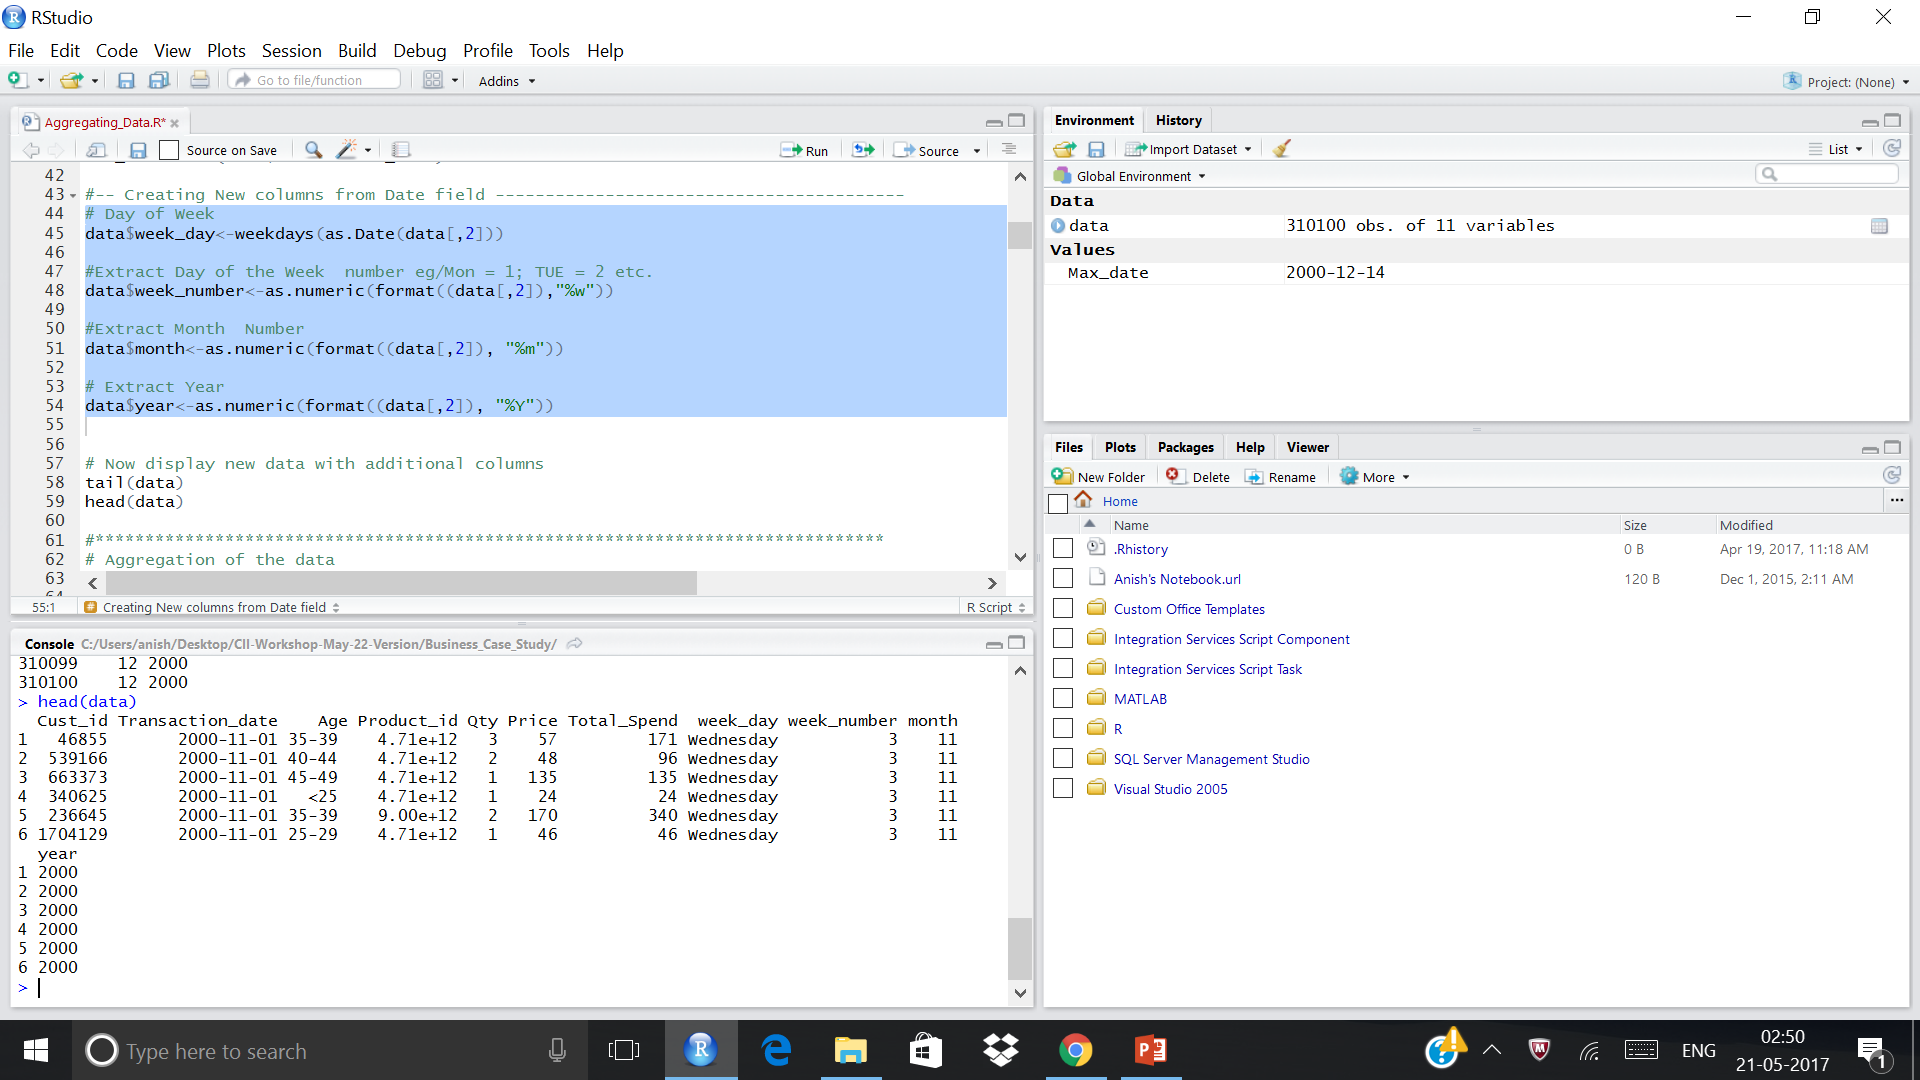 RStudio
File Edit Code View Plots Session Build Debug Profile Tools Help
Go to file/function Addins Project: (None)
Aggregating_Data.R*
Source on Save Run Source
42
43 #-- Creating New columns from Date field -----------------------------------------
44 # Day of Week
45 data$week_day<-weekdays(as.Date(data[,2]))
46
47 #Extract Day of the Week  number eg/Mon = 1; TUE = 2 etc.
48 data$week_number<-as.numeric(format((data[,2]),"%w"))
49
50 #Extract Month  Number
51 data$month<-as.numeric(format((data[,2]), "%m"))
52
53 # Extract Year
54 data$year<-as.numeric(format((data[,2]), "%Y"))
55
56
57 # Now display new data with additional columns
58 tail(data)
59 head(data)
60
61 #*******************************************************************************
62 # Aggregation of the data
63
55:1 Creating New columns from Date field R Script
Console C:/Users/anish/Desktop/CII-Workshop-May-22-Version/Business_Case_Study/
310099    12 2000
310100    12 2000
> head(data)
Cust_id Transaction_date   Age Product_id Qty Price Total_Spend  week_day week_number month
1   46855       2000-11-01 35-39   4.71e+12   3    57         171 Wednesday           3    11
2  539166       2000-11-01 40-44   4.71e+12   2    48          96 Wednesday           3    11
3  663373       2000-11-01 45-49   4.71e+12   1   135         135 Wednesday           3    11
4  340625       2000-11-01   <25   4.71e+12   1    24          24 Wednesday           3    11
5  236645       2000-11-01 35-39   9.00e+12   2   170         340 Wednesday           3    11
6 1704129       2000-11-01 25-29   4.71e+12   1    46          46 Wednesday           3    11
year
1 2000
2 2000
3 2000
4 2000
5 2000
6 2000
>
Environment History
Import Dataset List
Global Environment
Data
data 310100 obs. of 11 variables
Values
Max_date 2000-12-14
Files Plots Packages Help Viewer
New Folder Delete Rename More
Home ...
Name Size Modified
.Rhistory 0 B Apr 19, 2017, 11:18 AM
Anish's Notebook.url 120 B Dec 1, 2015, 2:11 AM
Custom Office Templates
Integration Services Script Component
Integration Services Script Task
MATLAB
R
SQL Server Management Studio
Visual Studio 2005
Type here to search
ENG
02:50
21-05-2017
1